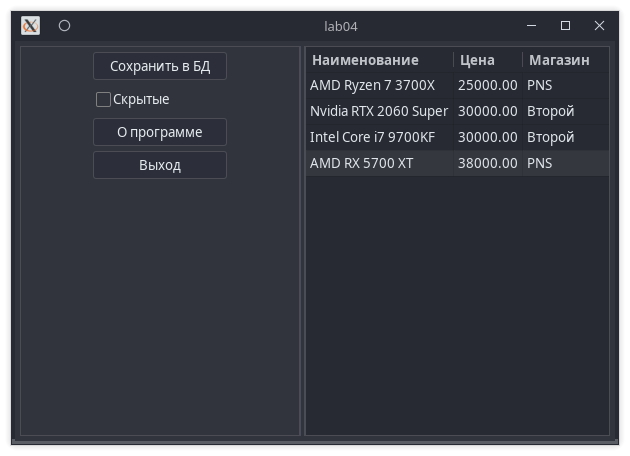 lab04
Сохранить в БД
Скрытые
О программе
Выход
Наименование Цена Магазин
AMD Ryzen 7 3700X 25000.00 PNS
Nvidia RTX 2060 Super 30000.00 Второй
Intel Core i7 9700KF 30000.00 Второй
AMD RX 5700 XT 38000.00 PNS